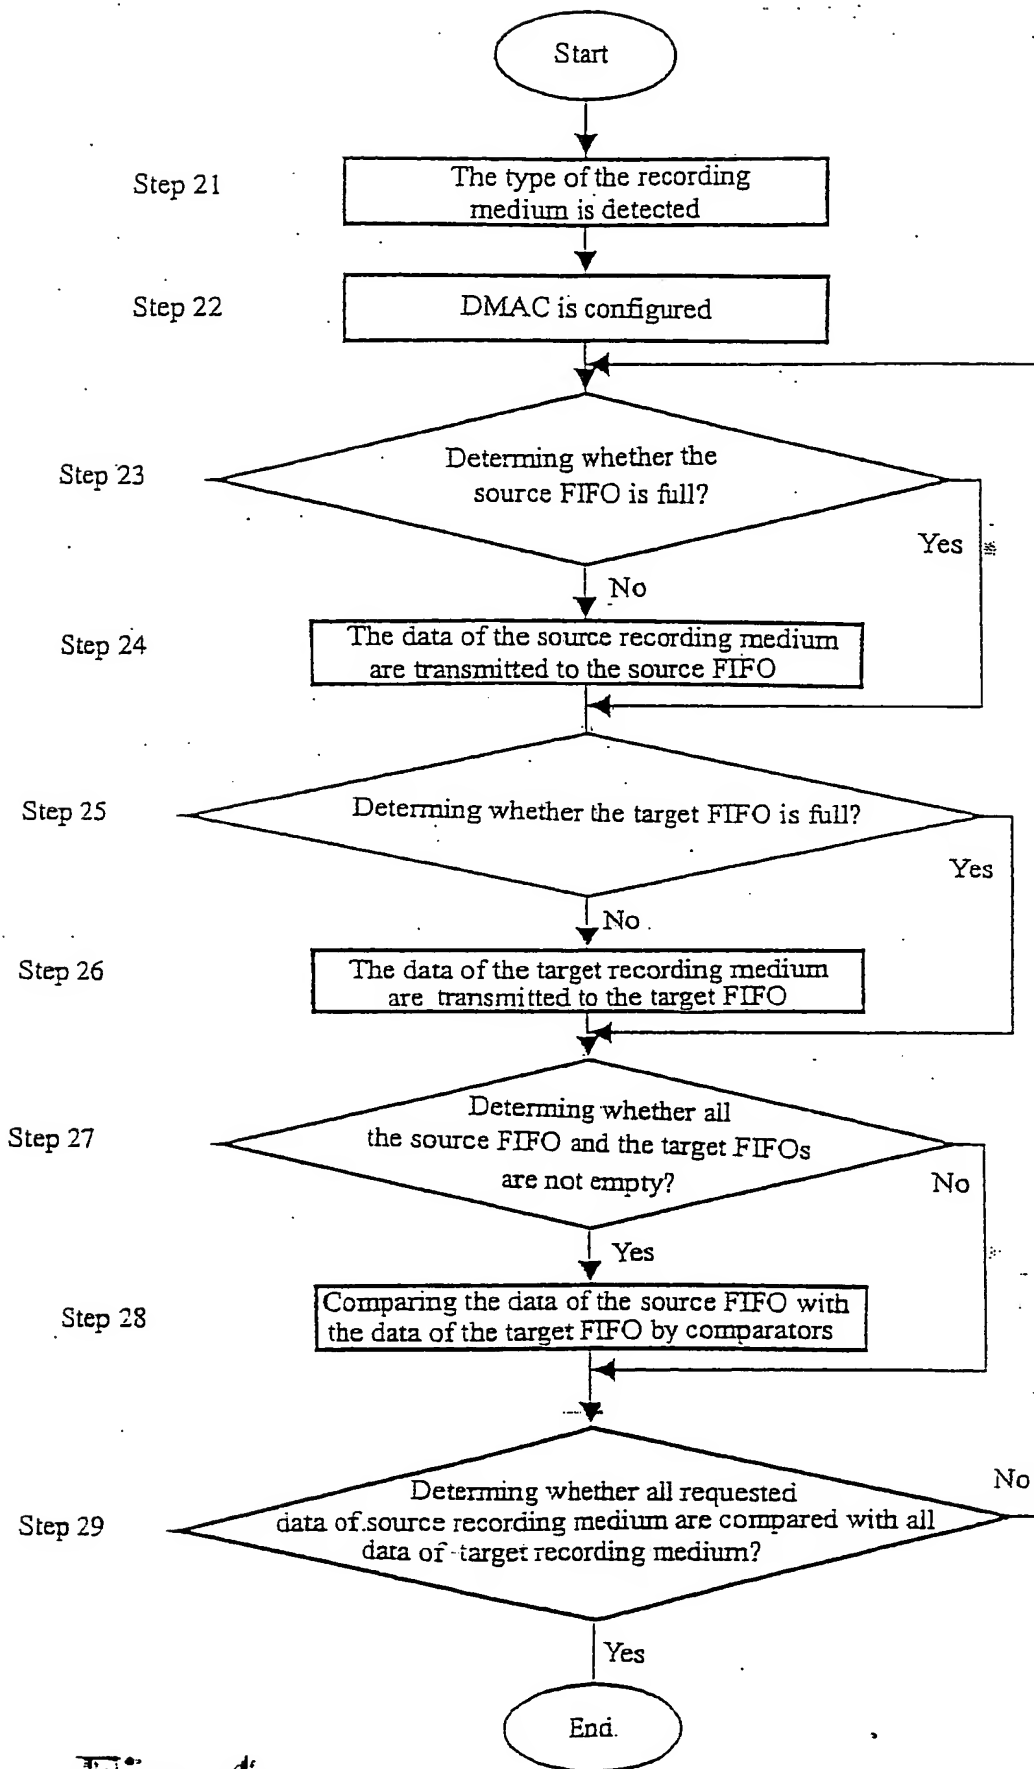 Start
Step 21
The type of the recording
medium is detected
Step 22
DMAC is configured
Step 23
Determing whether the
source FIFO is full?
Yes
No
Step 24
The data of the source recording medium
are transmitted to the source FIFO
Step 25
Determing whether the target FIFO is full?
Yes
No
Step 26
The data of the target recording medium
are transmitted to the target FIFO
Step 27
Determing whether all
the source FIFO and the target FIFOs
are not empty?
No
Yes
Step 28
Comparing the data of the source FIFO with
the data of the target FIFO by comparators
Step 29
Determing whether all requested
data of source recording medium are compared with all
data of target recording medium?
No
Yes
End.